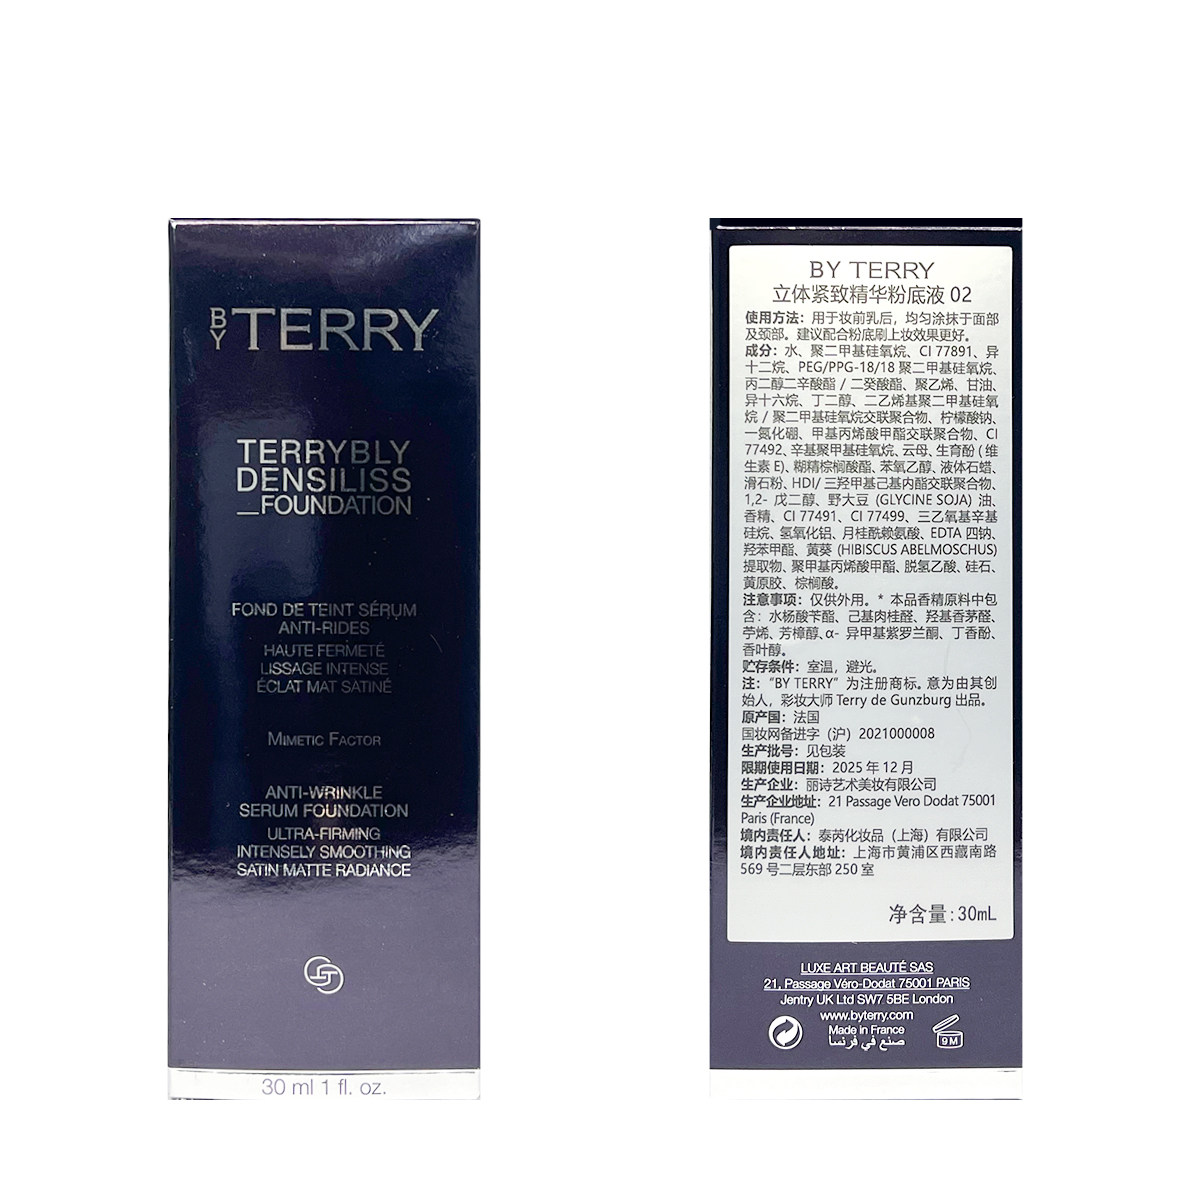 BY TERRY
TERRYBLY
DENSILISS
_FOUNDATION
FOND DE TEINT SÉRUM
ANTI-RIDES
HAUTE FERMETÉ
LISSAGE INTENSE
ÉCLAT MAT SATINÉ
MIMETIC FACTOR
ANTI-WRINKLE
SERUM FOUNDATION
ULTRA-FIRMING
INTENSELY SMOOTHING
SATIN MATTE RADIANCE
30 ml 1 fl. oz.
BY TERRY
立体紧致精华粉底液 02
使用方法：用于妆前乳后，均匀涂抹于面部
及颈部。建议配合粉底刷上妆效果更好。
成分：水、聚二甲基硅氧烷、CI 77891、异
十二烷、PEG/PPG-18/18 聚二甲基硅氧烷、
丙二醇二辛酸酯 / 二癸酸酯、聚乙烯、甘油、
异十六烷、丁二醇、二乙烯基聚二甲基硅氧
烷 / 聚二甲基硅氧烷交联聚合物、柠檬酸钠、
一氮化硼、甲基丙烯酸甲酯交联聚合物、CI
77492、辛基聚甲基硅氧烷、云母、生育酚 ( 维
生素 E)、糊精棕榈酸酯、苯氧乙醇、液体石蜡、
滑石粉、HDI/ 三羟甲基己基内酯交联聚合物、
1,2- 戊二醇、野大豆 (GLYCINE SOJA) 油、
香精、CI 77491、CI 77499、三乙氧基辛基
硅烷、氢氧化铝、月桂酰赖氨酸、EDTA 四钠、
羟苯甲酯、黄葵 (HIBISCUS ABELMOSCHUS)
提取物、聚甲基丙烯酸甲酯、脱氢乙酸、硅石、
黄原胶、棕榈酸。
注意事项：仅供外用。* 本品香精原料中包
含：水杨酸苄酯、己基肉桂醛、羟基香茅醛、
苧烯、芳樟醇、α- 异甲基紫罗兰酮、丁香酚、
香叶醇。
贮存条件：室温，避光。
注：“BY TERRY” 为注册商标。意为由其创
始人，彩妆大师 Terry de Gunzburg 出品。
原产国：法国
国妆网备进字（沪）2021000008
生产批号：见包装
限期使用日期：2025 年 12 月
生产企业：丽诗艺术美妆有限公司
生产企业地址：21 Passage Vero Dodat 75001
Paris (France)
境内责任人：泰芮化妆品（上海）有限公司
境内责任人地址：上海市黄浦区西藏南路
569 号二层东部 250 室
净含量：30mL
LUXE ART BEAUTÉ SAS
21, Passage Véro-Dodat 75001 PARIS
Jentry UK Ltd SW7 5BE London
www.byterry.com
Made in France
صنع في فرنسا
9 M